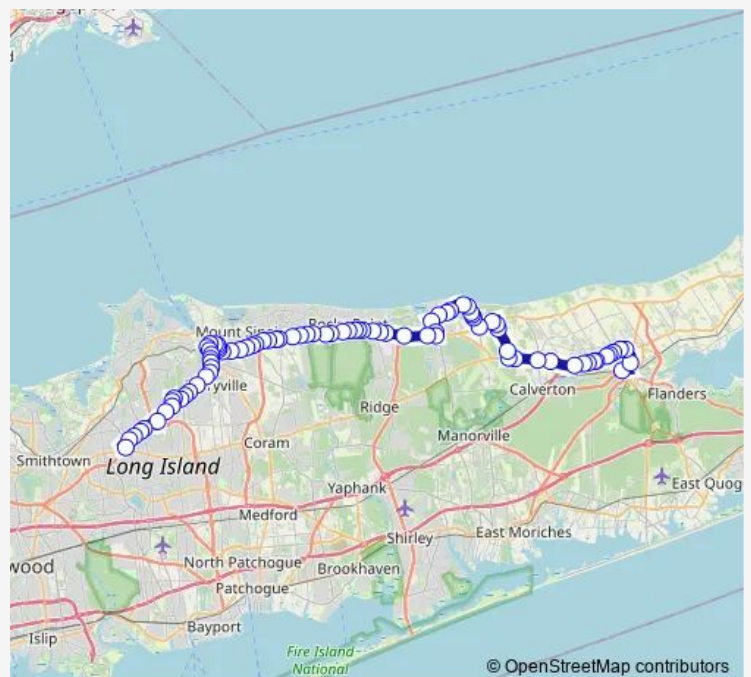 Mount Sinai
Rocky Point
ryville
Ridge
Calverton
Flanders
Manorville
Coram
Smithtown
Long Island
Yaphank
East Quog
Medford
Shirley
East Moriches
wood
North Patchogue
Brookhaven
Patchogue
Bayport
Islip
Fire Island
National
© OpenStreetMap contributors